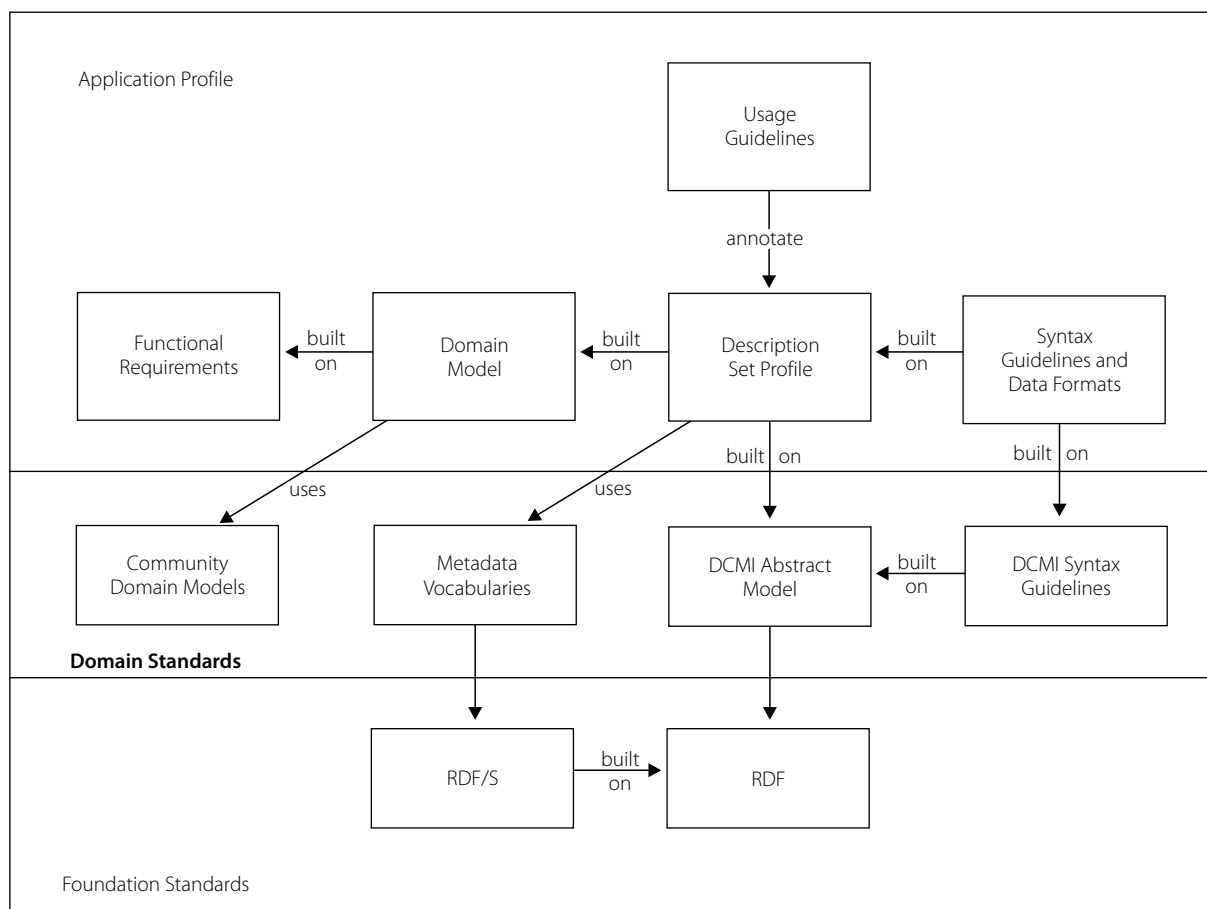 Application Profile
Usage
Guidelines
annotate
Functional
Requirements
built
on
Domain
Model
built
on
Description
Set Profile
built
on
Syntax
Guidelines and
Data Formats
built on
built on
uses
uses
Community
Domain Models
Metadata
Vocabularies
DCMI Abstract
Model
built
on
DCMI Syntax
Guidelines
Domain Standards
RDF/S
built
on
RDF
Foundation Standards